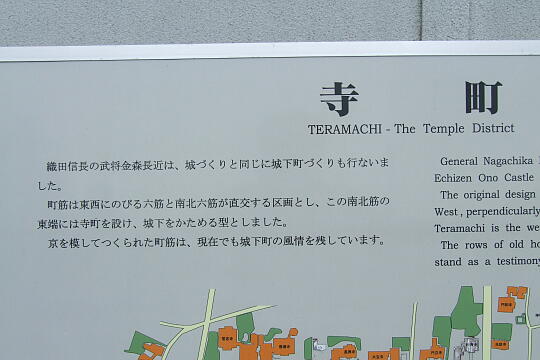 寺町
TERAMACHI - The Temple District
織田信長の武将金森長近は、城づくりと同じに城下町づくりも行ないま
した。
町筋は東西にのびる六筋と南北六筋が直交する区画とし、この南北筋の
東端には寺町を設け、城下をかためる型としました。
京を模してつくられた町筋は、現在でも城下町の風情を残しています。
General Nagachika
Echizen Ono Castle
The original design
West, perpendicularly
Teramachi is the we
The rows of old ho
stand as a testimony